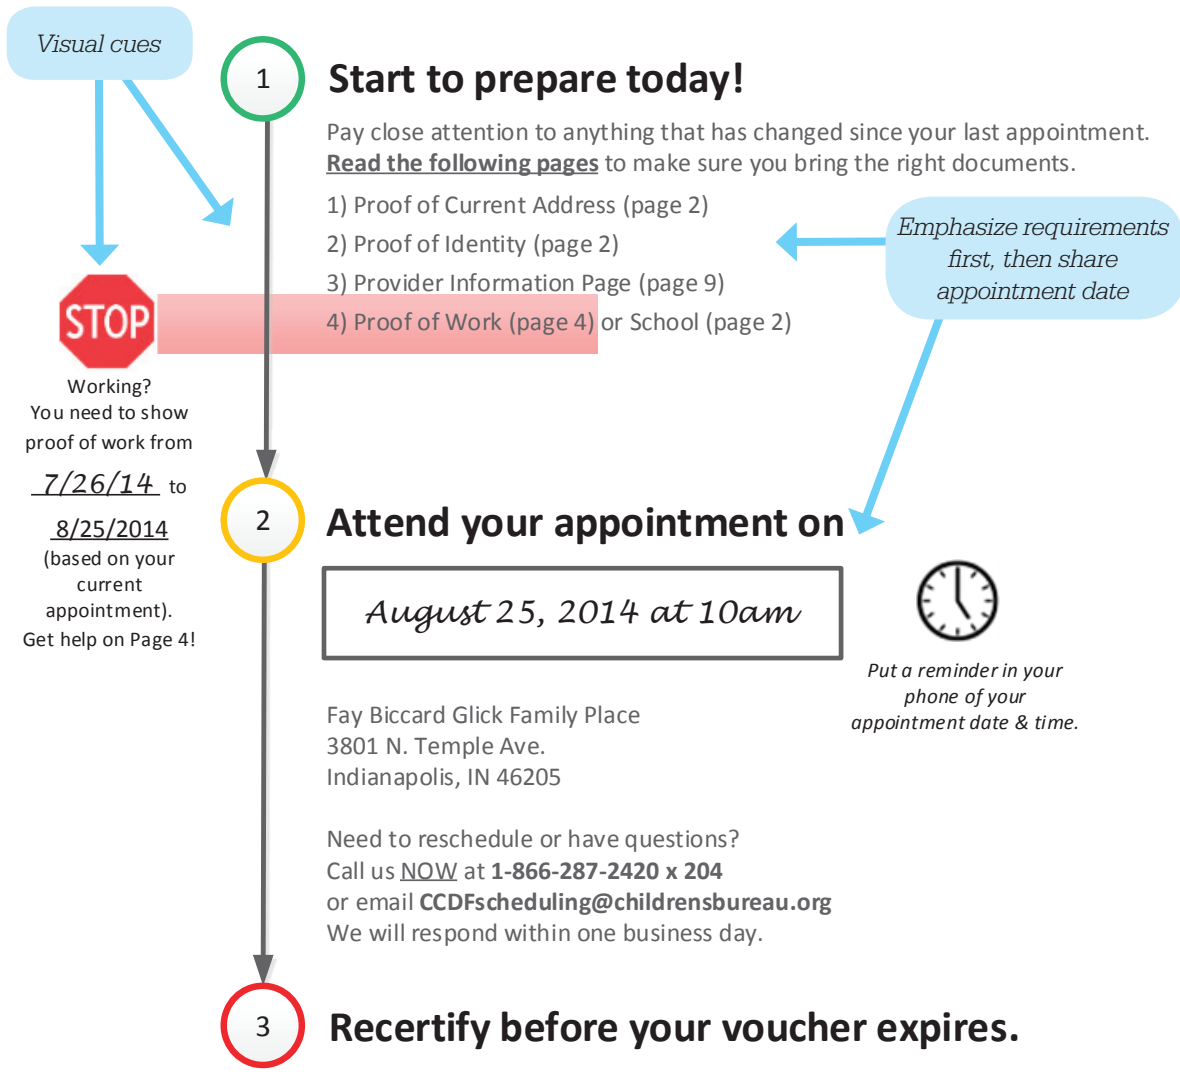 Visual cues
1
Start to prepare today!
Pay close attention to anything that has changed since your last appointment.
Read the following pages to make sure you bring the right documents.
1) Proof of Current Address (page 2)
2) Proof of Identity (page 2)
3) Provider Information Page (page 9)
4) Proof of Work (page 4) or School (page 2)
Emphasize requirements
first, then share
appointment date
STOP
Working?
You need to show
proof of work from
7/26/14 to
8/25/2014
(based on your
current
appointment).
Get help on Page 4!
2
Attend your appointment on
August 25, 2014 at 10am
Put a reminder in your
phone of your
appointment date & time.
Fay Biccard Glick Family Place
3801 N. Temple Ave.
Indianapolis, IN 46205
Need to reschedule or have questions?
Call us NOW at 1-866-287-2420 x 204
or email CCDFscheduling@childrensbureau.org
We will respond within one business day.
3
Recertify before your voucher expires.